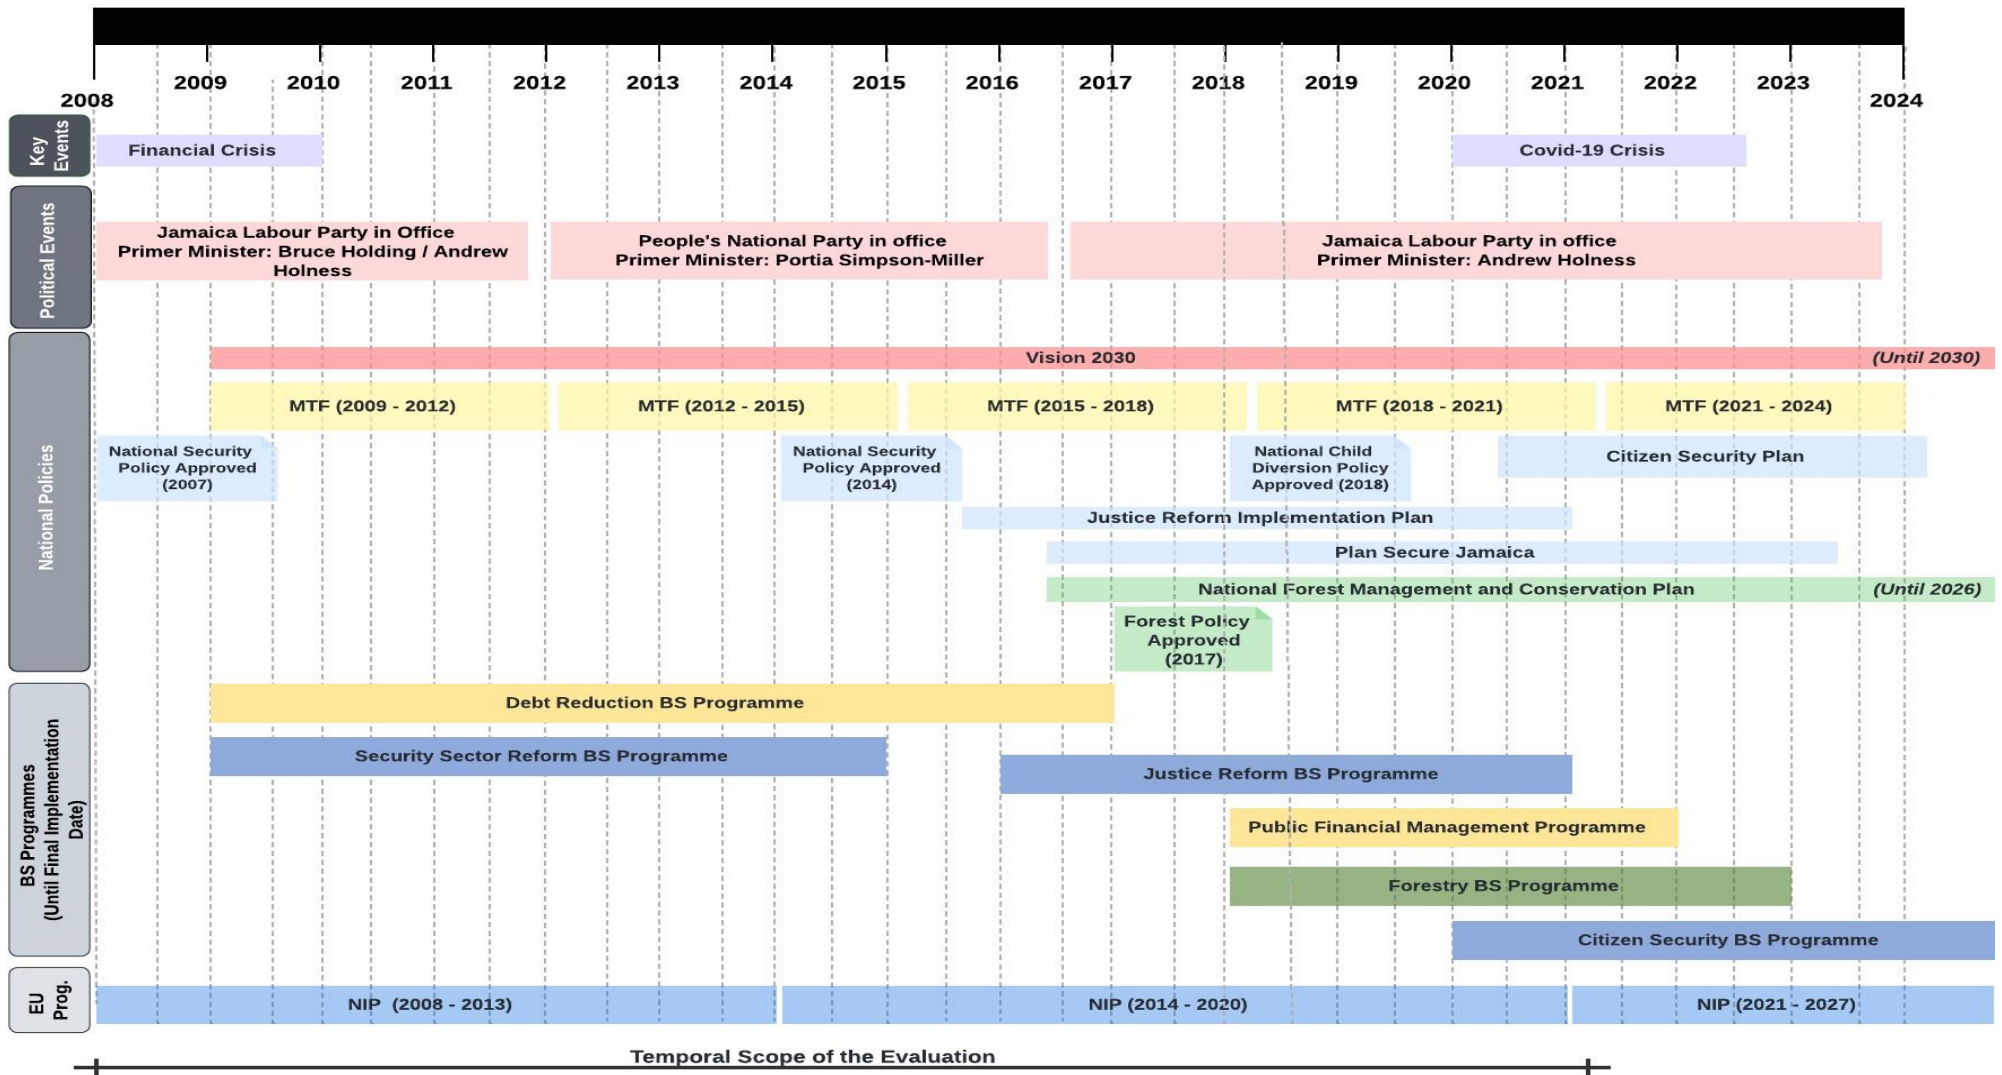 2008
2009
2010
2011
2012
2013
2014
2015
2016
2017
2018
2019
2020
2021
2022
2023
2024
Key
Events
Financial Crisis
Covid-19 Crisis
Political Events
Jamaica Labour Party in Office
Primer Minister: Bruce Holding / Andrew
Holness
People's National Party in office
Primer Minister: Portia Simpson-Miller
Jamaica Labour Party in office
Primer Minister: Andrew Holness
National Policies
Vision 2030
(Until 2030)
MTF (2009 - 2012)
MTF (2012 - 2015)
MTF (2015 - 2018)
MTF (2018 - 2021)
MTF (2021 - 2024)
National Security
Policy Approved
(2007)
National Security
Policy Approved
(2014)
National Child
Diversion Policy
Approved (2018)
Citizen Security Plan
Justice Reform Implementation Plan
Plan Secure Jamaica
National Forest Management and Conservation Plan
(Until 2026)
Forest Policy
Approved
(2017)
BS Programmes
(Until Final Implementation
Date)
Debt Reduction BS Programme
Security Sector Reform BS Programme
Justice Reform BS Programme
Public Financial Management Programme
Forestry BS Programme
Citizen Security BS Programme
EU
Prog.
NIP (2008 - 2013)
NIP (2014 - 2020)
NIP (2021 - 2027)
Temporal Scope of the Evaluation